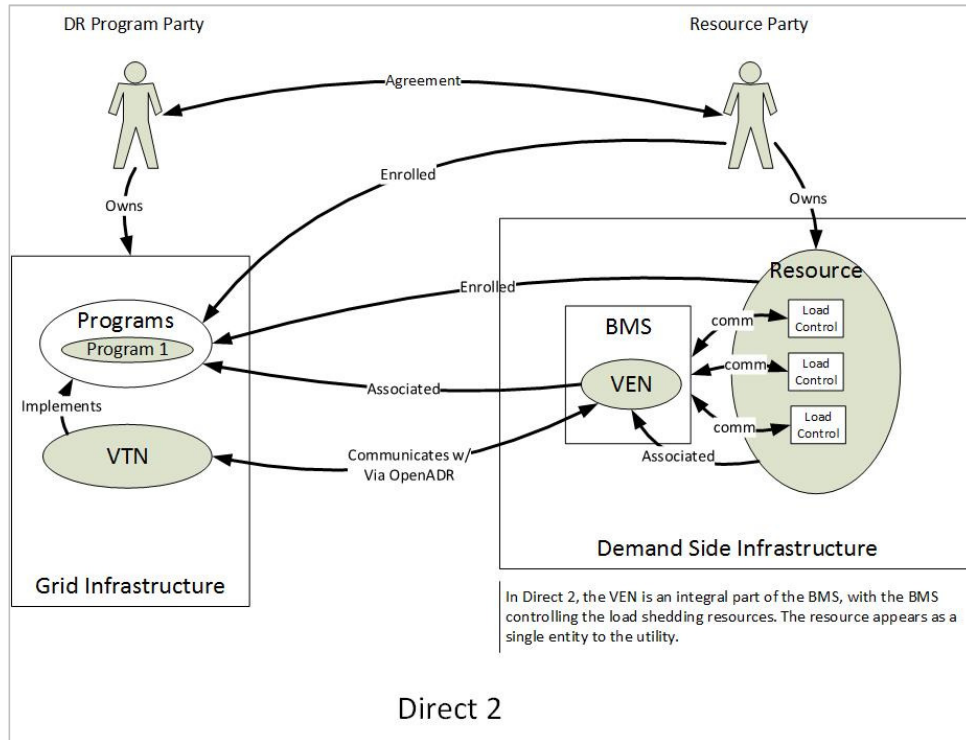 DR Program Party
Resource Party
Agreement
Enrolled
Owns
Owns
Resource
Enrolled
Programs
Program 1
BMS
comm
Load
Control
comm
Load
Control
VEN
Associated
Implements
comm
Load
Control
VTN
Communicates w/
Via OpenADR
Associated
Demand Side Infrastructure
Grid Infrastructure
In Direct 2, the VEN is an integral part of the BMS, with the BMS
controlling the load shedding resources. The resource appears as a
single entity to the utility.
Direct 2